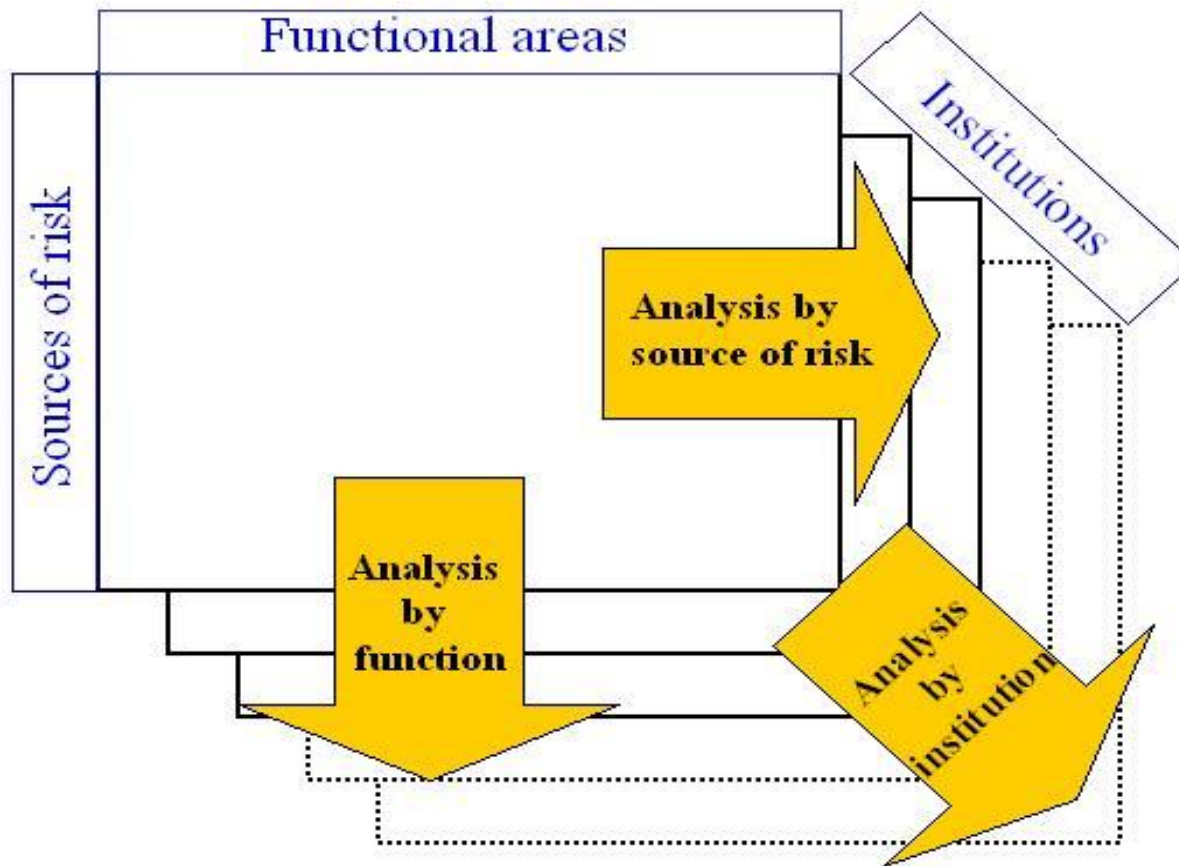 Functional areas
Institutions
Sources of risk
Analysis by
source of risk
Analysis
by
function
Analysis
by
institution